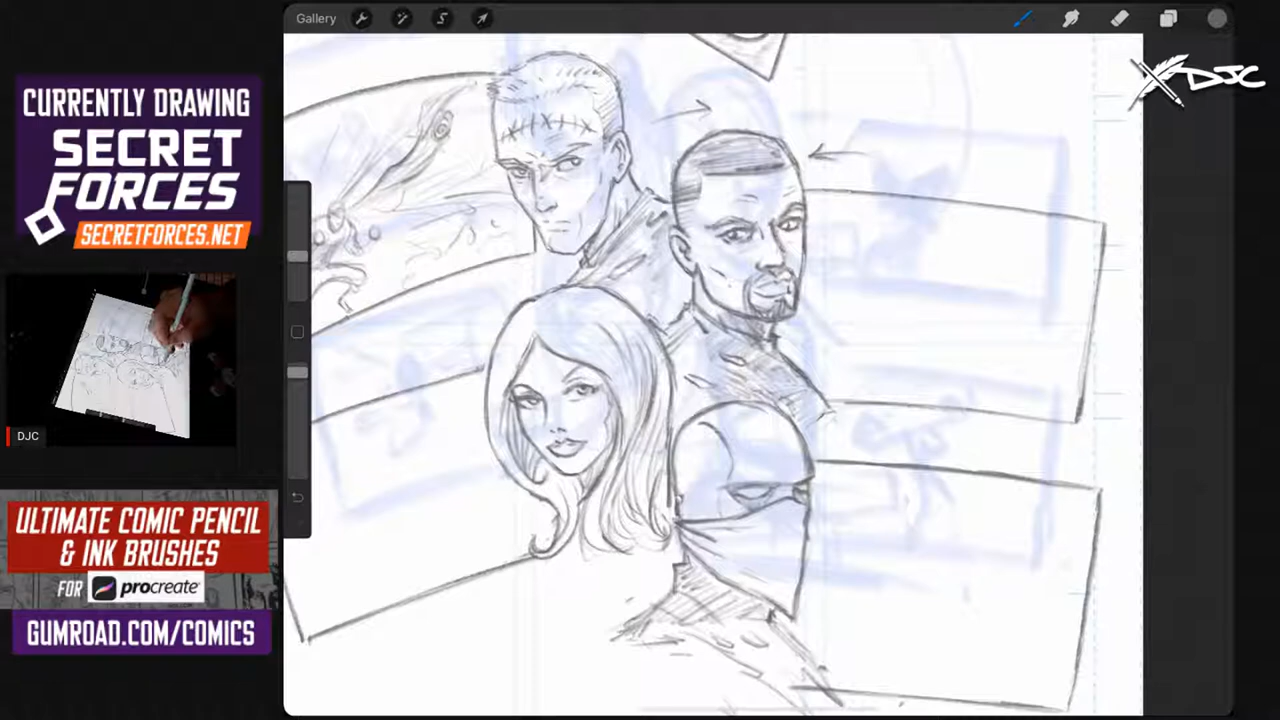 Gallery
DJC
CURRENTLY DRAWING
SECRET
FORCES
SECRETFORCES.NET
DJC
ULTIMATE COMIC PENCIL
& INK BRUSHES
FOR procreate
GUMROAD.COM/COMICS